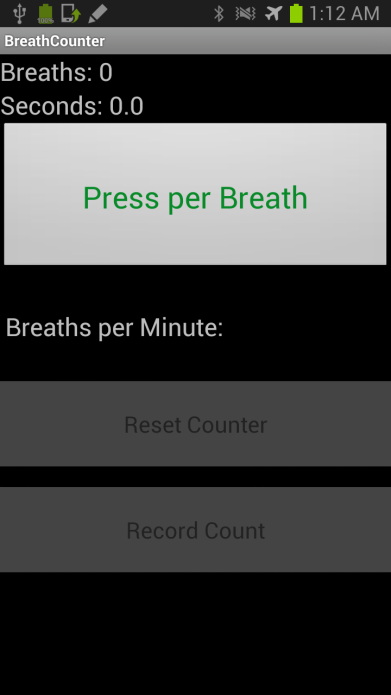 100%
1:12 AM
BreathCounter
Breaths: 0
Seconds: 0.0
Press per Breath
Breaths per Minute:
Reset Counter
Record Count